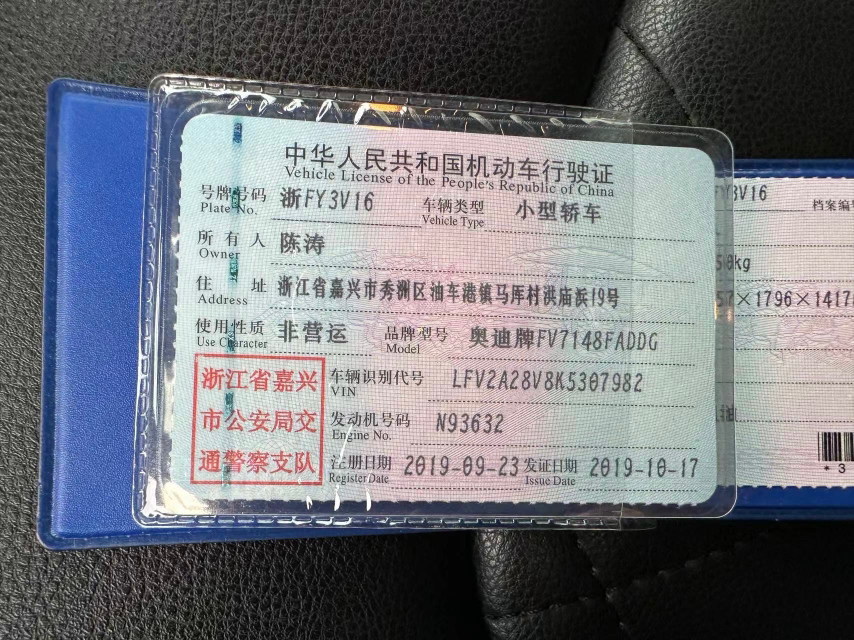 中华人民共和国机动车行驶证
Vehicle License of the People's Republic of China
号牌号码 浙FY3V16 车辆类型 小型轿车
Plate No. Vehicle Type
所有人 陈涛
Owner
住址 浙江省嘉兴市秀洲区油车港镇马厍村洪庙浜19号
Address
使用性质 非营运 品牌型号 奥迪牌FV7148FADDG
Use Character Model
浙江省嘉兴
市公安局交
通警察支队
车辆识别代号 LFV2A28V8K5307982
VIN
发动机号码 N93632
Engine No.
注册日期 2019-09-23 发证日期 2019-10-17
Register Date Issue Date
Y3V16 档案编号
50kg
57×1796×1417
油
*3